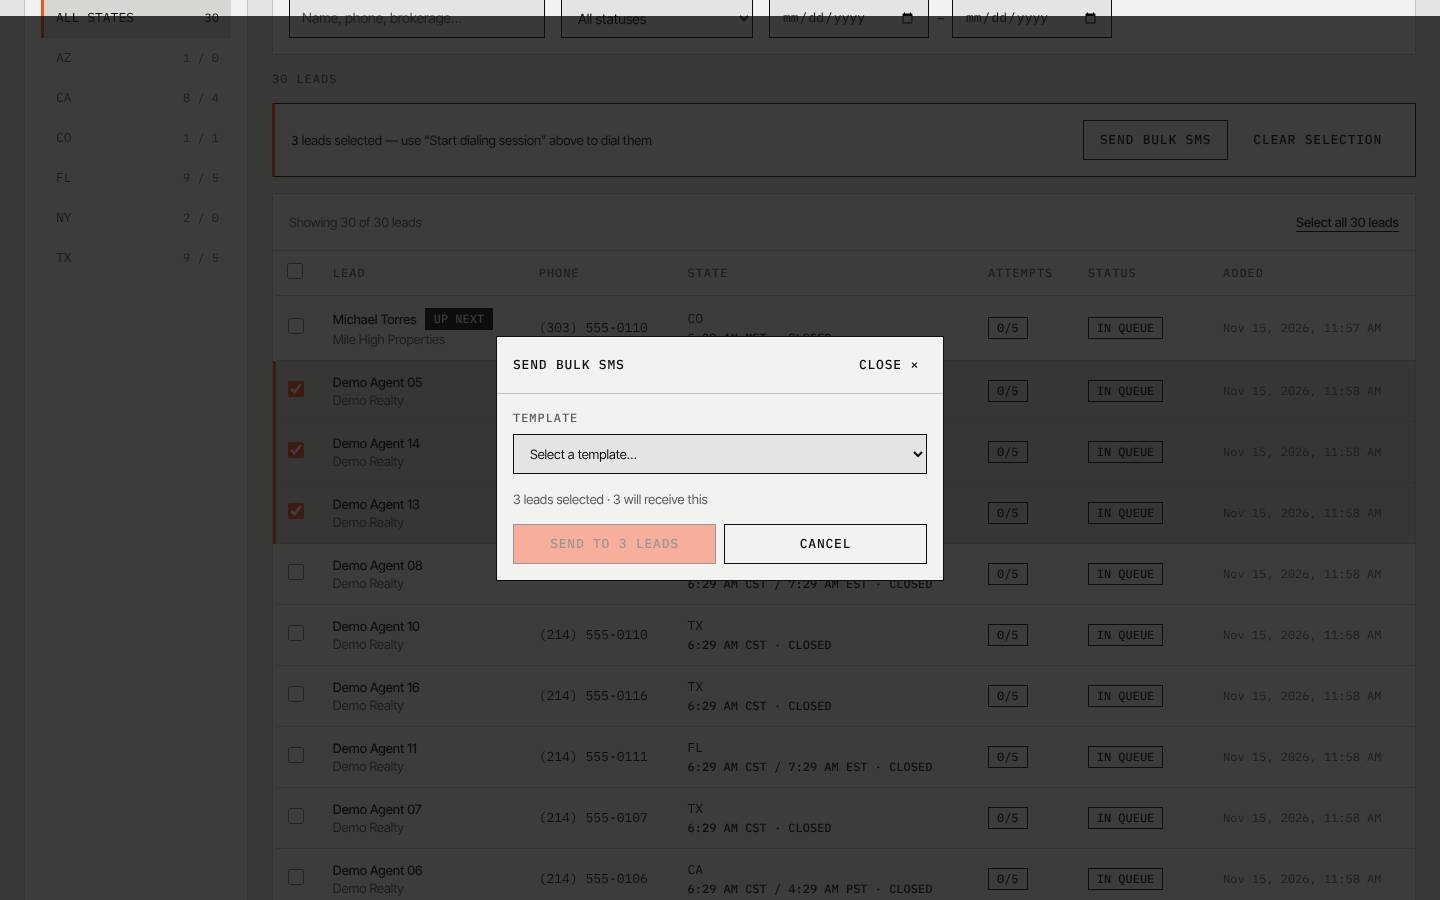 ALL STATES 30
Name, phone, brokerage... All statuses mm/dd/yyyy – mm/dd/yyyy
AZ 1 / 0
CA 8 / 4
CO 1 / 1
FL 9 / 5
NY 2 / 0
TX 9 / 5
30 LEADS
3 leads selected — use "Start dialing session" above to dial them SEND BULK SMS CLEAR SELECTION
Showing 30 of 30 leads Select all 30 leads
LEAD PHONE STATE ATTEMPTS STATUS ADDED
Michael Torres UP NEXT
Mile High Properties
(303) 555-0110 CO
0/5 IN QUEUE Nov 15, 2026, 11:57 AM
Demo Agent 05
Demo Realty
0/5 IN QUEUE Nov 15, 2026, 11:58 AM
Demo Agent 14
Demo Realty
0/5 IN QUEUE Nov 15, 2026, 11:58 AM
Demo Agent 13
Demo Realty
0/5 IN QUEUE Nov 15, 2026, 11:58 AM
SEND BULK SMS CLOSE ×
TEMPLATE
Select a template...
3 leads selected · 3 will receive this
SEND TO 3 LEADS CANCEL
Demo Agent 08
Demo Realty
6:29 AM CST / 7:29 AM EST · CLOSED
0/5 IN QUEUE Nov 15, 2026, 11:58 AM
Demo Agent 10
Demo Realty
(214) 555-0110 TX
6:29 AM CST · CLOSED
0/5 IN QUEUE Nov 15, 2026, 11:58 AM
Demo Agent 16
Demo Realty
(214) 555-0116 TX
6:29 AM CST · CLOSED
0/5 IN QUEUE Nov 15, 2026, 11:58 AM
Demo Agent 11
Demo Realty
(214) 555-0111 FL
6:29 AM CST / 7:29 AM EST · CLOSED
0/5 IN QUEUE Nov 15, 2026, 11:58 AM
Demo Agent 07
Demo Realty
(214) 555-0107 TX
6:29 AM CST · CLOSED
0/5 IN QUEUE Nov 15, 2026, 11:58 AM
Demo Agent 06
Demo Realty
(214) 555-0106 CA
6:29 AM CST / 4:29 AM PST · CLOSED
0/5 IN QUEUE Nov 15, 2026, 11:58 AM